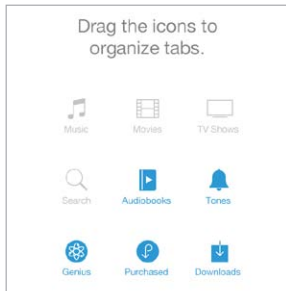 Drag the icons to
organize tabs.
Music Movies TV Shows
Search Audiobooks Tones
Genius Purchased Downloads